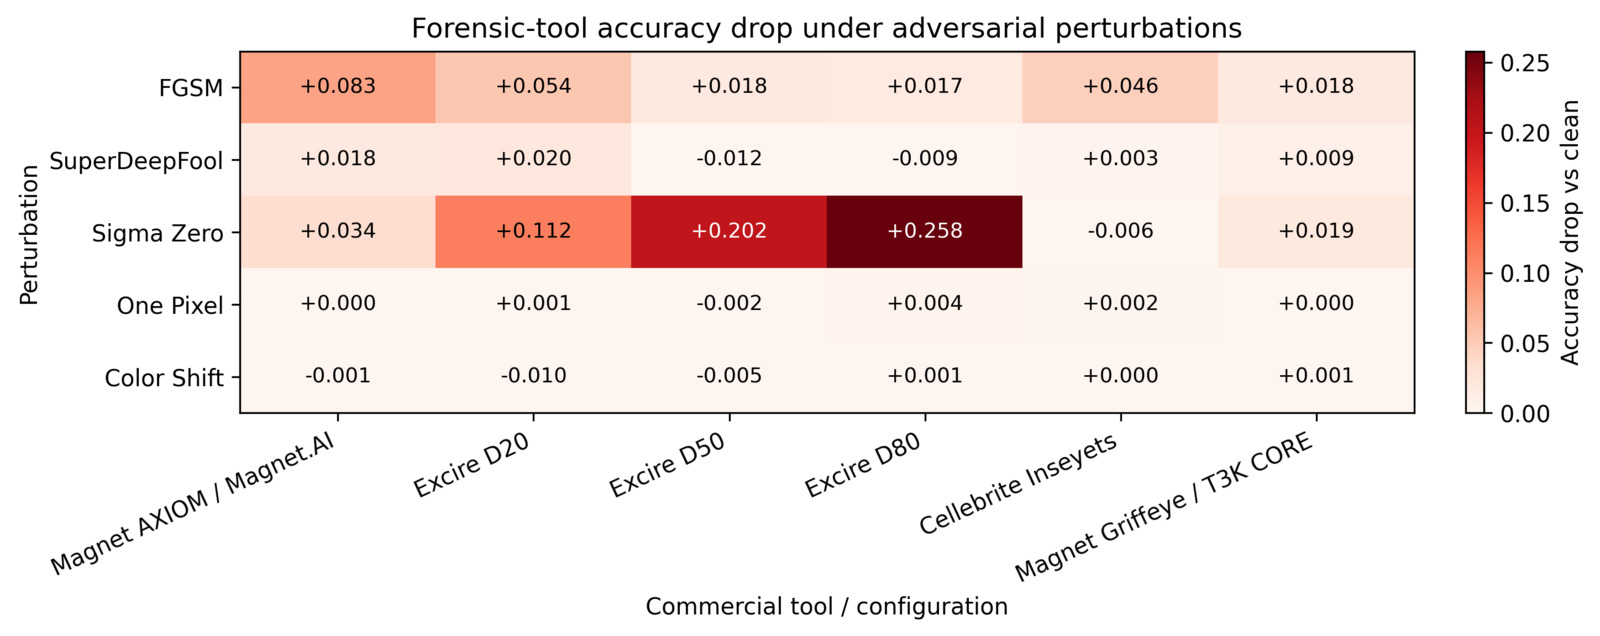 Forensic-tool accuracy drop under adversarial perturbations
Perturbation
FGSM +0.083 +0.054 +0.018 +0.017 +0.046 +0.018
SuperDeepFool +0.018 +0.020 -0.012 -0.009 +0.003 +0.009
Sigma Zero +0.034 +0.112 +0.202 +0.258 -0.006 +0.019
One Pixel +0.000 +0.001 -0.002 +0.004 +0.002 +0.000
Color Shift -0.001 -0.010 -0.005 +0.001 +0.000 +0.001
Magnet AXIOM / Magnet.AI
Excire D20
Excire D50
Excire D80
Cellebrite Inseyets
Magnet Griffeye / T3K CORE
Commercial tool / configuration
0.25
0.20
0.15
0.10
0.05
0.00
Accuracy drop vs clean